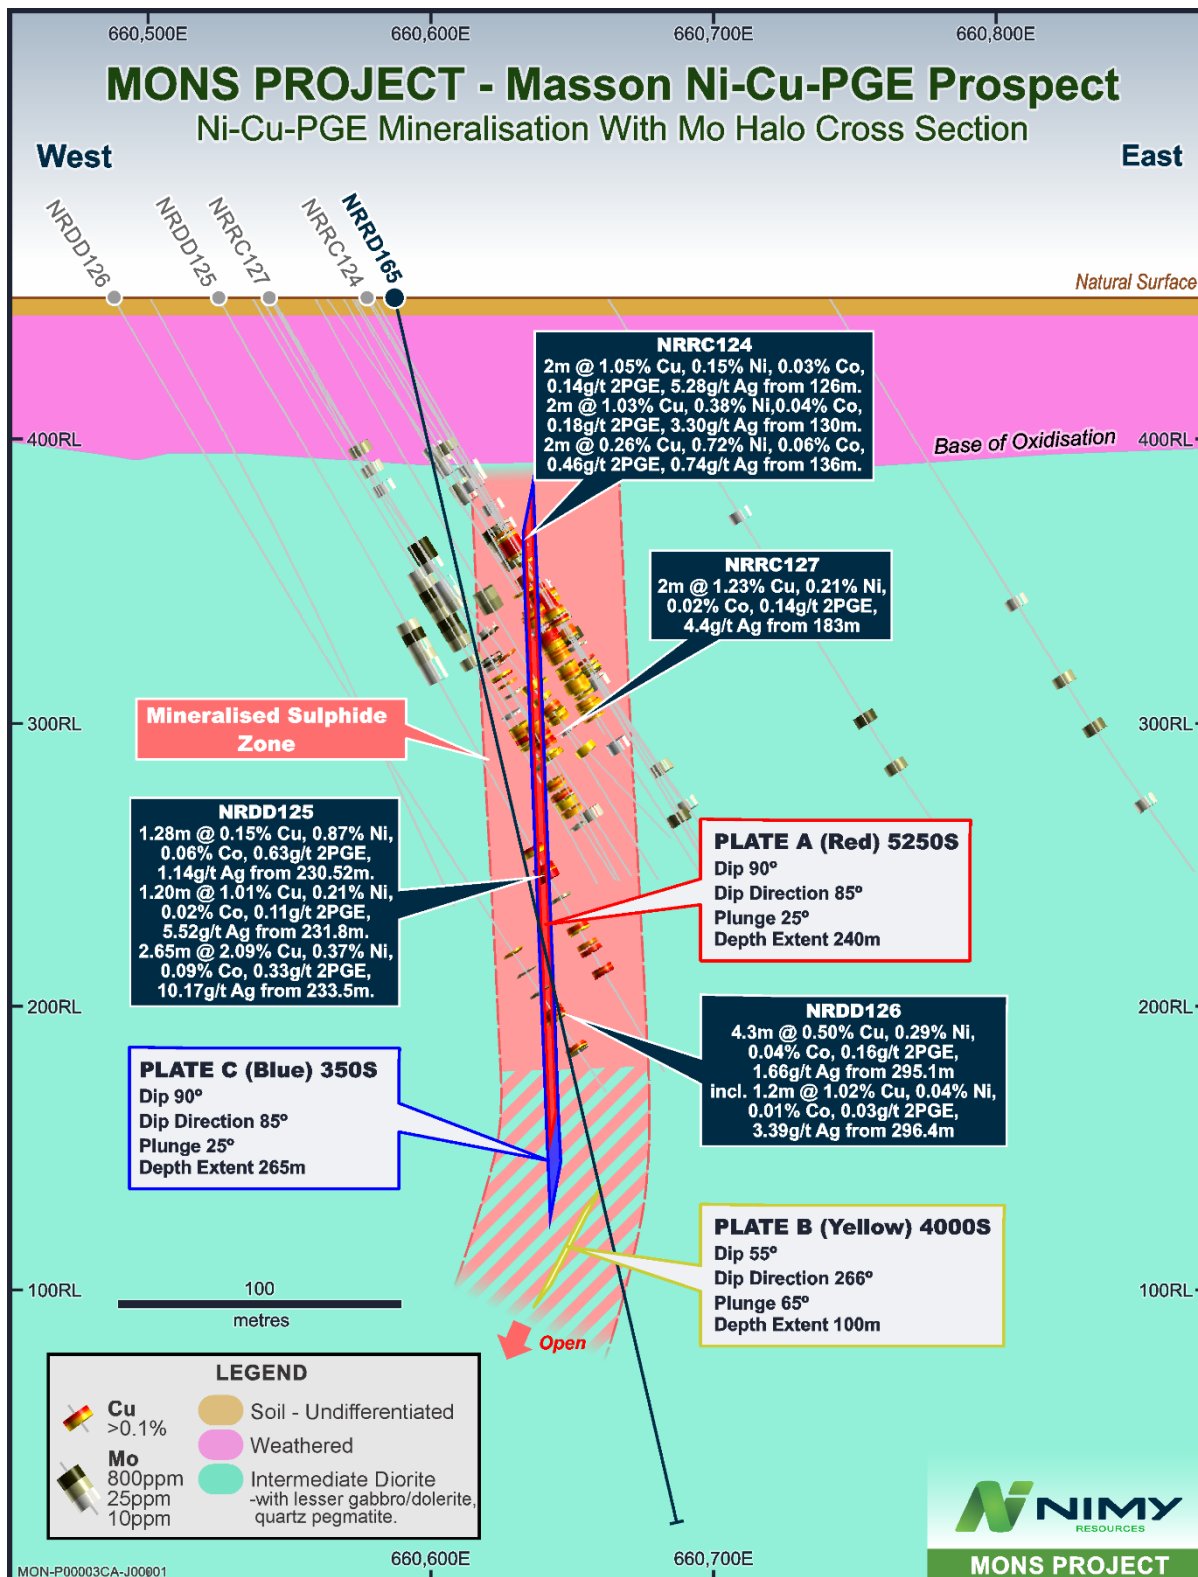 660,500E 660,600E 660,700E 660,800E
MONS PROJECT - Masson Ni-Cu-PGE Prospect
Ni-Cu-PGE Mineralisation With Mo Halo Cross Section
West East
NRDD126
NRDD125
NRRC127
NRRC124
NRRD165
Natural Surface
NRRC124
2m @ 1.05% Cu, 0.15% Ni, 0.03% Co,
0.14g/t 2PGE, 5.28g/t Ag from 126m.
2m @ 1.03% Cu, 0.38% Ni,0.04% Co,
0.18g/t 2PGE, 3.30g/t Ag from 130m.
2m @ 0.26% Cu, 0.72% Ni, 0.06% Co,
0.46g/t 2PGE, 0.74g/t Ag from 136m.
400RL
Base of Oxidisation
400RL
NRRC127
2m @ 1.23% Cu, 0.21% Ni,
0.02% Co, 0.14g/t 2PGE,
4.4g/t Ag from 183m
Mineralised Sulphide
Zone
300RL
300RL
NRDD125
1.28m @ 0.15% Cu, 0.87% Ni,
0.06% Co, 0.63g/t 2PGE,
1.14g/t Ag from 230.52m.
1.20m @ 1.01% Cu, 0.21% Ni,
0.02% Co, 0.11g/t 2PGE,
5.52g/t Ag from 231.8m.
2.65m @ 2.09% Cu, 0.37% Ni,
0.09% Co, 0.33g/t 2PGE,
10.17g/t Ag from 233.5m.
PLATE A (Red) 5250S
Dip 90º
Dip Direction 85º
Plunge 25º
Depth Extent 240m
200RL
200RL
NRDD126
4.3m @ 0.50% Cu, 0.29% Ni,
0.04% Co, 0.16g/t 2PGE,
1.66g/t Ag from 295.1m
incl. 1.2m @ 1.02% Cu, 0.04% Ni,
0.01% Co, 0.03g/t 2PGE,
3.39g/t Ag from 296.4m
PLATE C (Blue) 350S
Dip 90º
Dip Direction 85º
Plunge 25º
Depth Extent 265m
PLATE B (Yellow) 4000S
Dip 55º
Dip Direction 266º
Plunge 65º
Depth Extent 100m
100RL
100RL
100
metres
Open
LEGEND
Cu
>0.1%
Mo
800ppm
25ppm
10ppm
Soil - Undifferentiated
Weathered
Intermediate Diorite
-with lesser gabbro/dolerite,
quartz pegmatite.
NIMY
RESOURCES
MONS PROJECT
MON-P00003CA-J00001
660,600E 660,700E